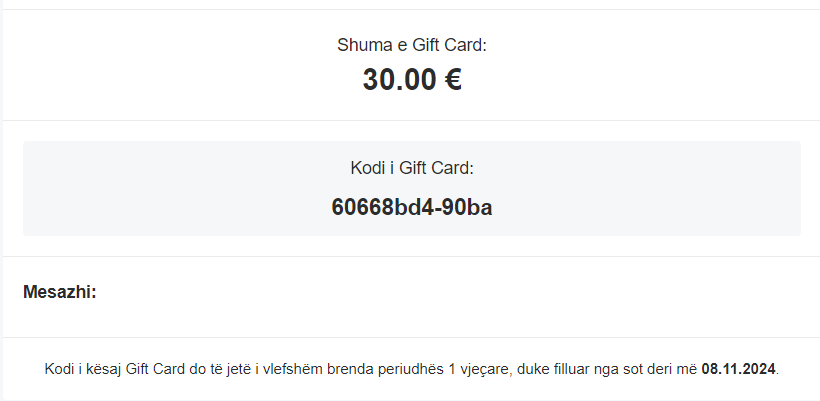 Shuma e Gift Card:
30.00 €
Kodi i Gift Card:
60668bd4-90ba
Mesazhi:
Kodi i kësaj Gift Card do të jetë i vlefshëm brenda periudhës 1 vjeçare, duke filluar nga sot deri më 08.11.2024.